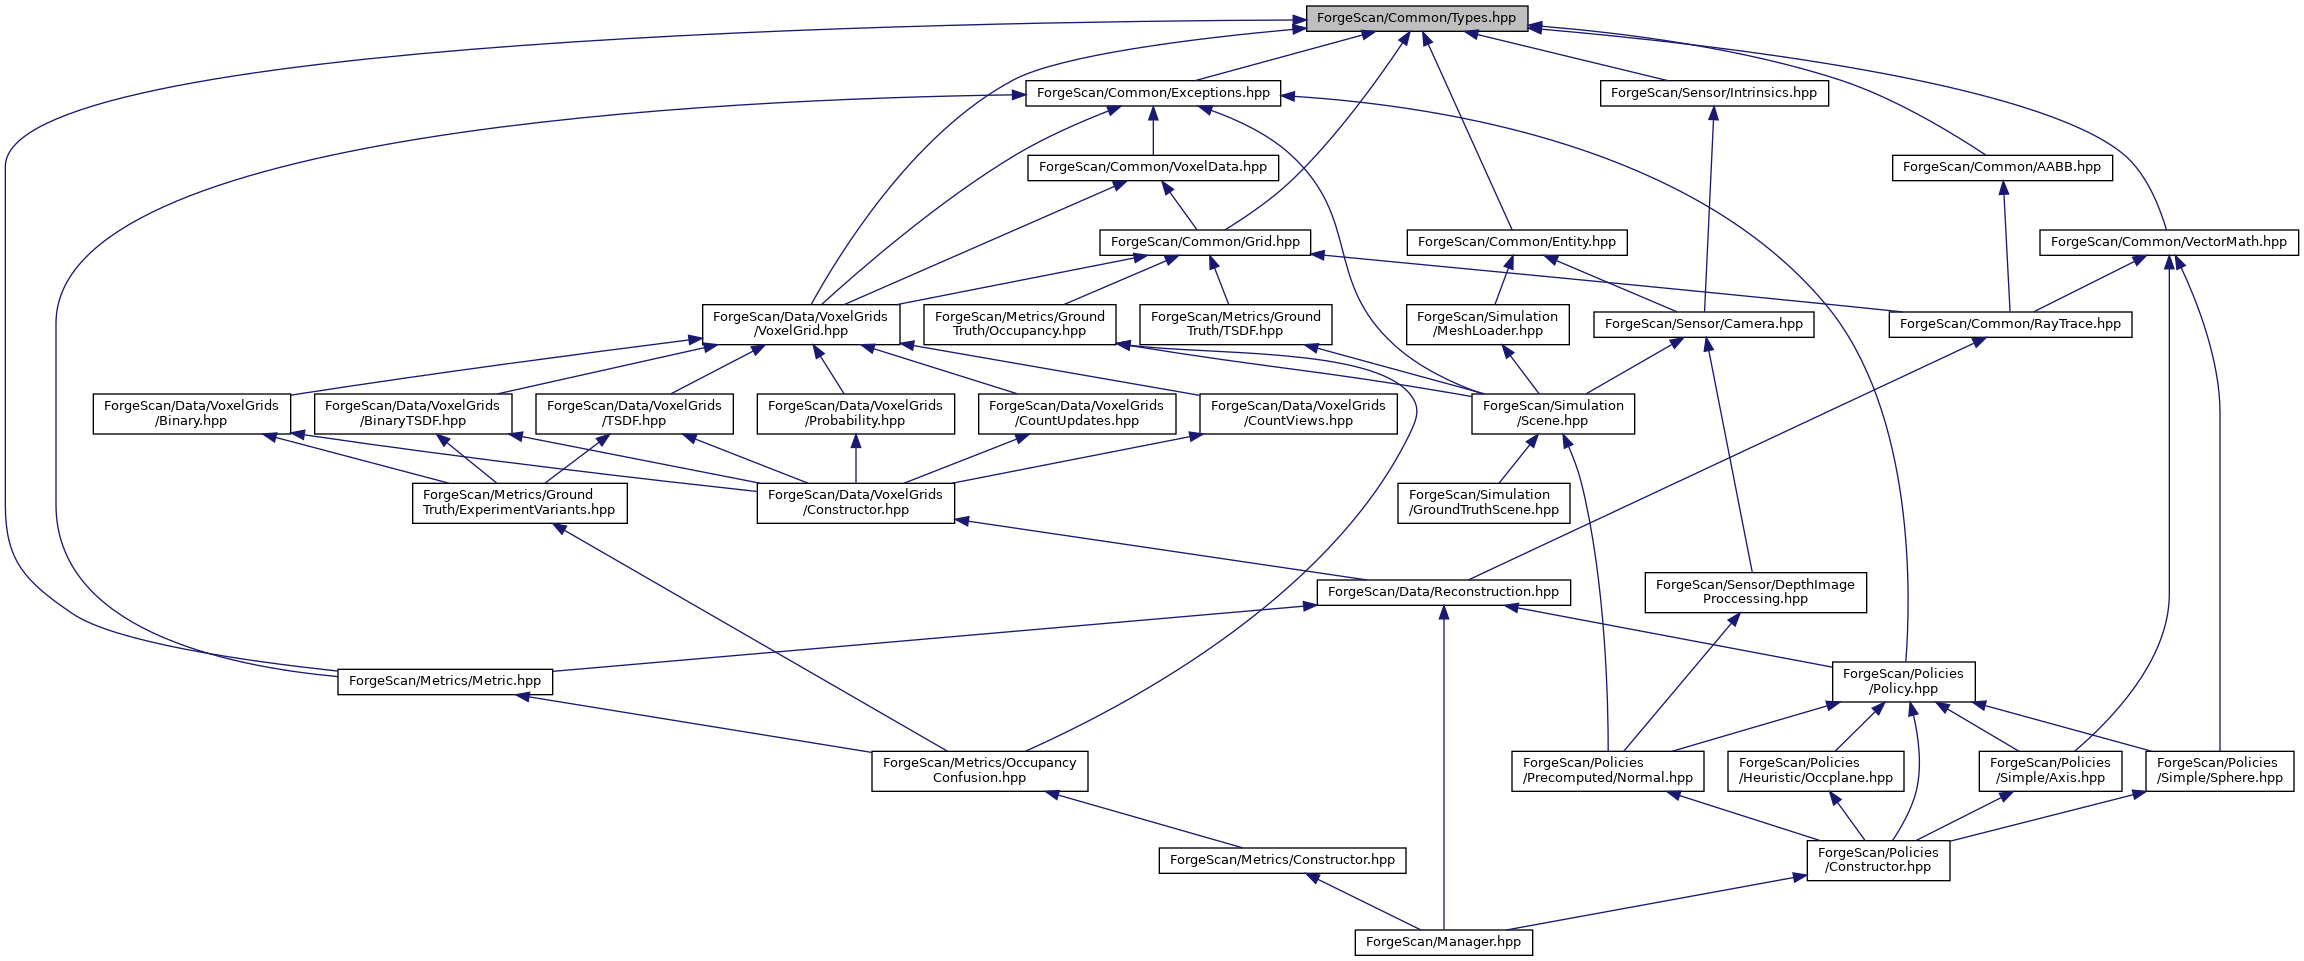 ForgeScan/Common/Types.hpp
ForgeScan/Common/Exceptions.hpp
ForgeScan/Sensor/Intrinsics.hpp
ForgeScan/Common/VoxelData.hpp
ForgeScan/Common/AABB.hpp
ForgeScan/Common/Grid.hpp
ForgeScan/Common/Entity.hpp
ForgeScan/Common/VectorMath.hpp
ForgeScan/Data/VoxelGrids
/VoxelGrid.hpp
ForgeScan/Metrics/Ground
Truth/Occupancy.hpp
ForgeScan/Metrics/Ground
Truth/TSDF.hpp
ForgeScan/Simulation
/MeshLoader.hpp
ForgeScan/Sensor/Camera.hpp
ForgeScan/Common/RayTrace.hpp
ForgeScan/Data/VoxelGrids
/Binary.hpp
ForgeScan/Data/VoxelGrids
/BinaryTSDF.hpp
ForgeScan/Data/VoxelGrids
/TSDF.hpp
ForgeScan/Data/VoxelGrids
/Probability.hpp
ForgeScan/Data/VoxelGrids
/CountUpdates.hpp
ForgeScan/Data/VoxelGrids
/CountViews.hpp
ForgeScan/Simulation
/Scene.hpp
ForgeScan/Metrics/Ground
Truth/ExperimentVariants.hpp
ForgeScan/Data/VoxelGrids
/Constructor.hpp
ForgeScan/Simulation
/GroundTruthScene.hpp
ForgeScan/Data/Reconstruction.hpp
ForgeScan/Sensor/DepthImage
Proccessing.hpp
ForgeScan/Metrics/Metric.hpp
ForgeScan/Policies
/Policy.hpp
ForgeScan/Metrics/Occupancy
Confusion.hpp
ForgeScan/Policies
/Precomputed/Normal.hpp
ForgeScan/Policies
/Heuristic/Occplane.hpp
ForgeScan/Policies
/Simple/Axis.hpp
ForgeScan/Policies
/Simple/Sphere.hpp
ForgeScan/Metrics/Constructor.hpp
ForgeScan/Policies
/Constructor.hpp
ForgeScan/Manager.hpp